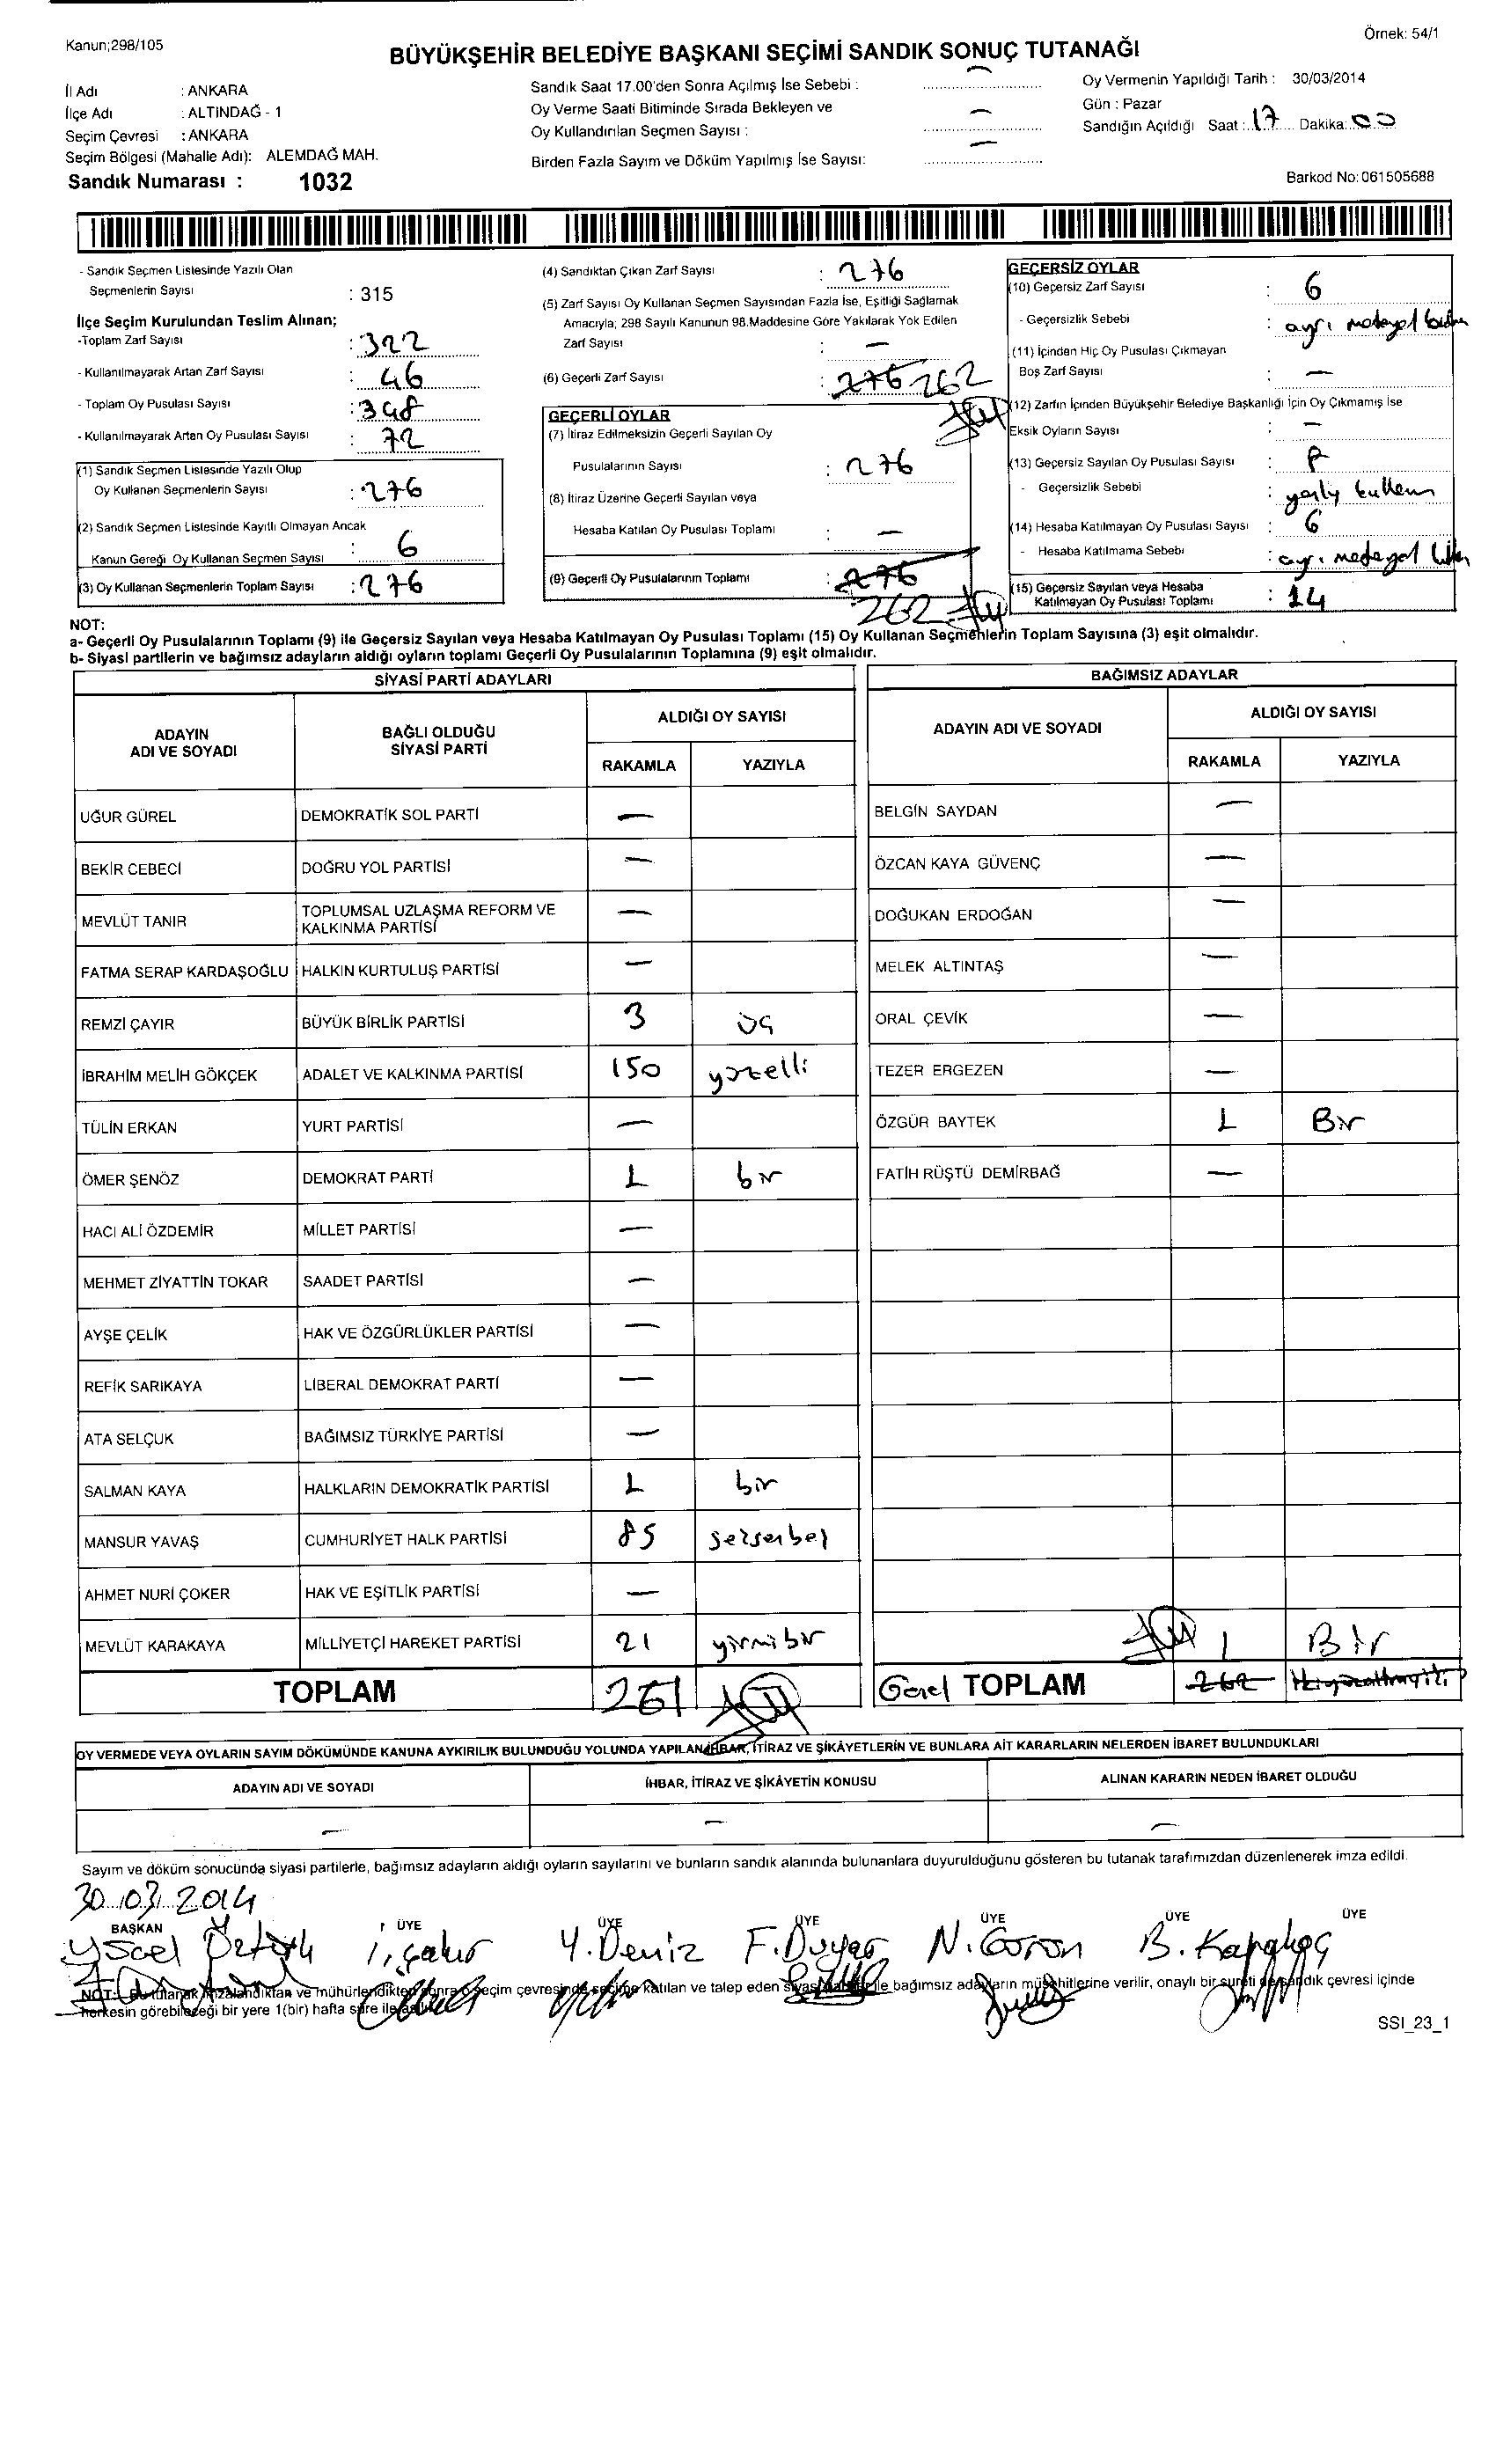 Kanun;298/105
Örnek: 54/1
BÜYÜKŞEHİR BELEDİYE BAŞKANI SEÇİMİ SANDIK SONUÇ TUTANAĞI
İl Adı : ANKARA
İlçe Adı : ALTINDAĞ - 1
Seçim Çevresi : ANKARA
Seçim Bölgesi (Mahalle Adı): ALEMDAĞ MAH.
Sandık Numarası : 1032
Sandık Saat 17.00'den Sonra Açılmış İse Sebebi : —
Oy Verme Saati Bitiminde Sırada Bekleyen ve
Oy Kullandırılan Seçmen Sayısı : —
Birden Fazla Sayım ve Döküm Yapılmış İse Sayısı: —
Oy Vermenin Yapıldığı Tarih : 30/03/2014
Gün : Pazar
Sandığın Açıldığı Saat : 17 Dakika: 00
Barkod No: 061505688
- Sandık Seçmen Listesinde Yazılı Olan
Seçmenlerin Sayısı : 315
İlçe Seçim Kurulundan Teslim Alınan;
-Toplam Zarf Sayısı : 322
- Kullanılmayarak Artan Zarf Sayısı : 46
- Toplam Oy Pusulası Sayısı : 348
- Kullanılmayarak Artan Oy Pusulası Sayısı : 72
(1) Sandık Seçmen Listesinde Yazılı Olup
Oy Kullanan Seçmenlerin Sayısı : 276
(2) Sandık Seçmen Listesinde Kayıtlı Olmayan Ancak
Kanun Gereği Oy Kullanan Seçmen Sayısı : 6
(3) Oy Kullanan Seçmenlerin Toplam Sayısı : 276
(4) Sandıktan Çıkan Zarf Sayısı : 276
(5) Zarf Sayısı Oy Kullanan Seçmen Sayısından Fazla İse, Eşitliği Sağlamak
Amacıyla; 298 Sayılı Kanunun 98.Maddesine Göre Yakılarak Yok Edilen
Zarf Sayısı : —
(6) Geçerli Zarf Sayısı : 276 262
GEÇERLİ OYLAR
(7) İtiraz Edilmeksizin Geçerli Sayılan Oy
Pusulalarının Sayısı : 276
(8) İtiraz Üzerine Geçerli Sayılan veya
Hesaba Katılan Oy Pusulası Toplamı : —
(9) Geçerli Oy Pusulalarının Toplamı : 276
262
GEÇERSİZ OYLAR
(10) Geçersiz Zarf Sayısı : 6
- Geçersizlik Sebebi : ayrı
(11) İçinden Hiç Oy Pusulası Çıkmayan
Boş Zarf Sayısı : —
(12) Zarfın İçinden Büyükşehir Belediye Başkanlığı İçin Oy Çıkmamış İse
Eksik Oyların Sayısı : —
(13) Geçersiz Sayılan Oy Pusulası Sayısı : 8
- Geçersizlik Sebebi :
(14) Hesaba Katılmayan Oy Pusulası Sayısı : 6
- Hesaba Katılmama Sebebi :
(15) Geçersiz Sayılan veya Hesaba
Katılmayan Oy Pusulası Toplamı : 14
NOT:
a- Geçerli Oy Pusulalarının Toplamı (9) ile Geçersiz Sayılan veya Hesaba Katılmayan Oy Pusulası Toplamı (15) Oy Kullanan Seçmenlerin Toplam Sayısına (3) eşit olmalıdır.
b- Siyasi partilerin ve bağımsız adayların aldığı oyların toplamı Geçerli Oy Pusulalarının Toplamına (9) eşit olmalıdır.
SİYASİ PARTİ ADAYLARI
ADAYIN ADI VE SOYADI
BAĞLI OLDUĞU SİYASİ PARTİ
ALDIĞI OY SAYISI
RAKAMLA YAZIYLA
UĞUR GÜREL DEMOKRATİK SOL PARTİ —
BEKİR CEBECİ DOĞRU YOL PARTİSİ —
MEVLÜT TANIR TOPLUMSAL UZLAŞMA REFORM VE KALKINMA PARTİSİ —
FATMA SERAP KARDAŞOĞLU HALKIN KURTULUŞ PARTİSİ —
REMZİ ÇAYIR BÜYÜK BİRLİK PARTİSİ 3 üç
İBRAHİM MELİH GÖKÇEK ADALET VE KALKINMA PARTİSİ 150 yüzelli
TÜLİN ERKAN YURT PARTİSİ —
ÖMER ŞENÖZ DEMOKRAT PARTİ 1 bir
HACI ALİ ÖZDEMİR MİLLET PARTİSİ —
MEHMET ZİYATTİN TOKAR SAADET PARTİSİ —
AYŞE ÇELİK HAK VE ÖZGÜRLÜKLER PARTİSİ —
REFİK SARIKAYA LİBERAL DEMOKRAT PARTİ —
ATA SELÇUK BAĞIMSIZ TÜRKİYE PARTİSİ —
SALMAN KAYA HALKLARIN DEMOKRATİK PARTİSİ 1 bir
MANSUR YAVAŞ CUMHURİYET HALK PARTİSİ 85 seksenbeş
AHMET NURİ ÇOKER HAK VE EŞİTLİK PARTİSİ —
MEVLÜT KARAKAYA MİLLİYETÇİ HAREKET PARTİSİ 21 yirmibir
TOPLAM 261
BAĞIMSIZ ADAYLAR
ADAYIN ADI VE SOYADI
ALDIĞI OY SAYISI
RAKAMLA YAZIYLA
BELGİN SAYDAN —
ÖZCAN KAYA GÜVENÇ —
DOĞUKAN ERDOĞAN —
MELEK ALTINTAŞ —
ORAL ÇEVİK —
TEZER ERGEZEN —
ÖZGÜR BAYTEK 1 Bir
FATİH RÜŞTÜ DEMİRBAĞ —
1 Bir
Genel TOPLAM 262
OY VERMEDE VEYA OYLARIN SAYIM DÖKÜMÜNDE KANUNA AYKIRILIK BULUNDUĞU YOLUNDA YAPILAN İHBAR, İTİRAZ VE ŞİKÂYETLERİN VE BUNLARA AİT KARARLARIN NELERDEN İBARET BULUNDUKLARI
ADAYIN ADI VE SOYADI İHBAR, İTİRAZ VE ŞİKÂYETİN KONUSU ALINAN KARARIN NEDEN İBARET OLDUĞU
— — —
Sayım ve döküm sonucunda siyasi partilerle, bağımsız adayların aldığı oyların sayılarını ve bunların sandık alanında bulunanlara duyurulduğunu gösteren bu tutanak tarafımızdan düzenlenerek imza edildi.
30/03/2014
BAŞKAN ÜYE ÜYE ÜYE ÜYE ÜYE ÜYE
Yücel Öztürk Y. Deniz F. Duyar
NOT: Bu tutanak imzalandıktan ve mühürlendikten sonra o seçim çevresinde seçime katılan ve talep eden siyasi partiler ile bağımsız adayların müşahitlerine verilir, onaylı bir sureti de sandık çevresi içinde
herkesin görebileceği bir yere 1(bir) hafta süre ile asılır.
SSI_23_1